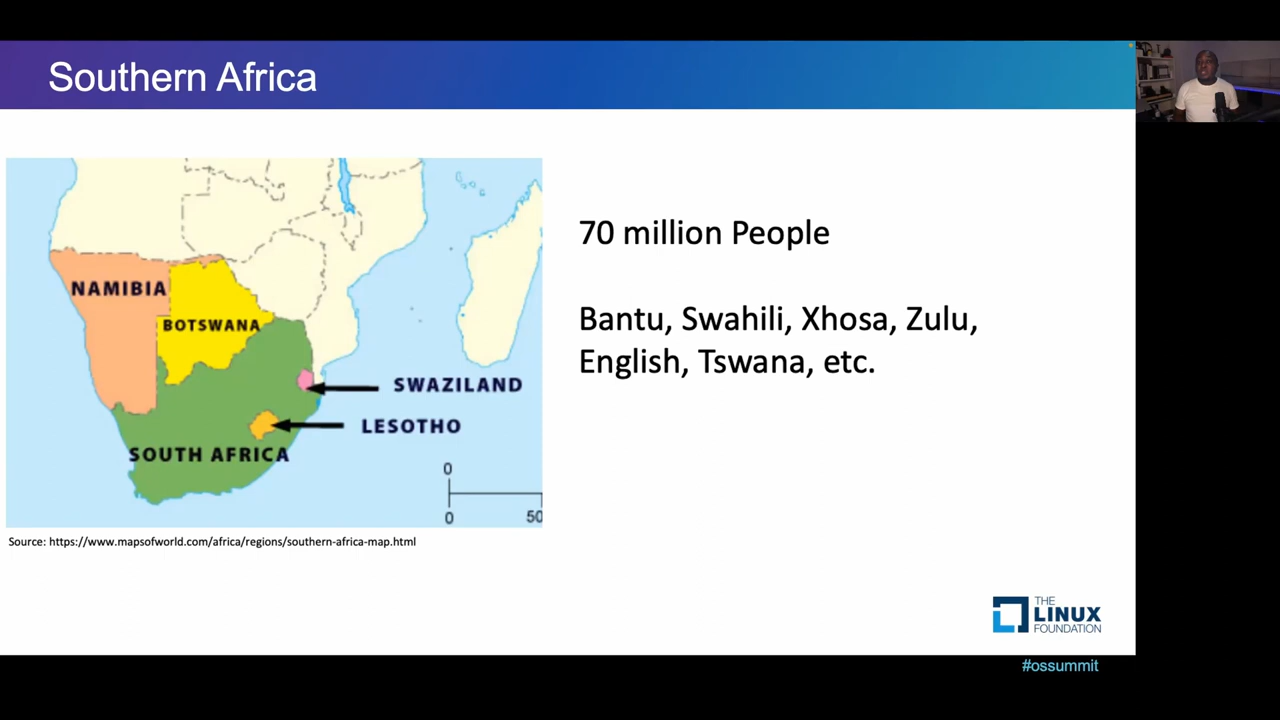 Southern Africa
NAMIBIA
BOTSWANA
SWAZILAND
LESOTHO
SOUTH AFRICA
0
0
50
Source: https://www.mapsofworld.com/africa/regions/southern-africa-map.html
70 million People
Bantu, Swahili, Xhosa, Zulu,
English, Tswana, etc.
THE
LINUX
FOUNDATION
#ossummit